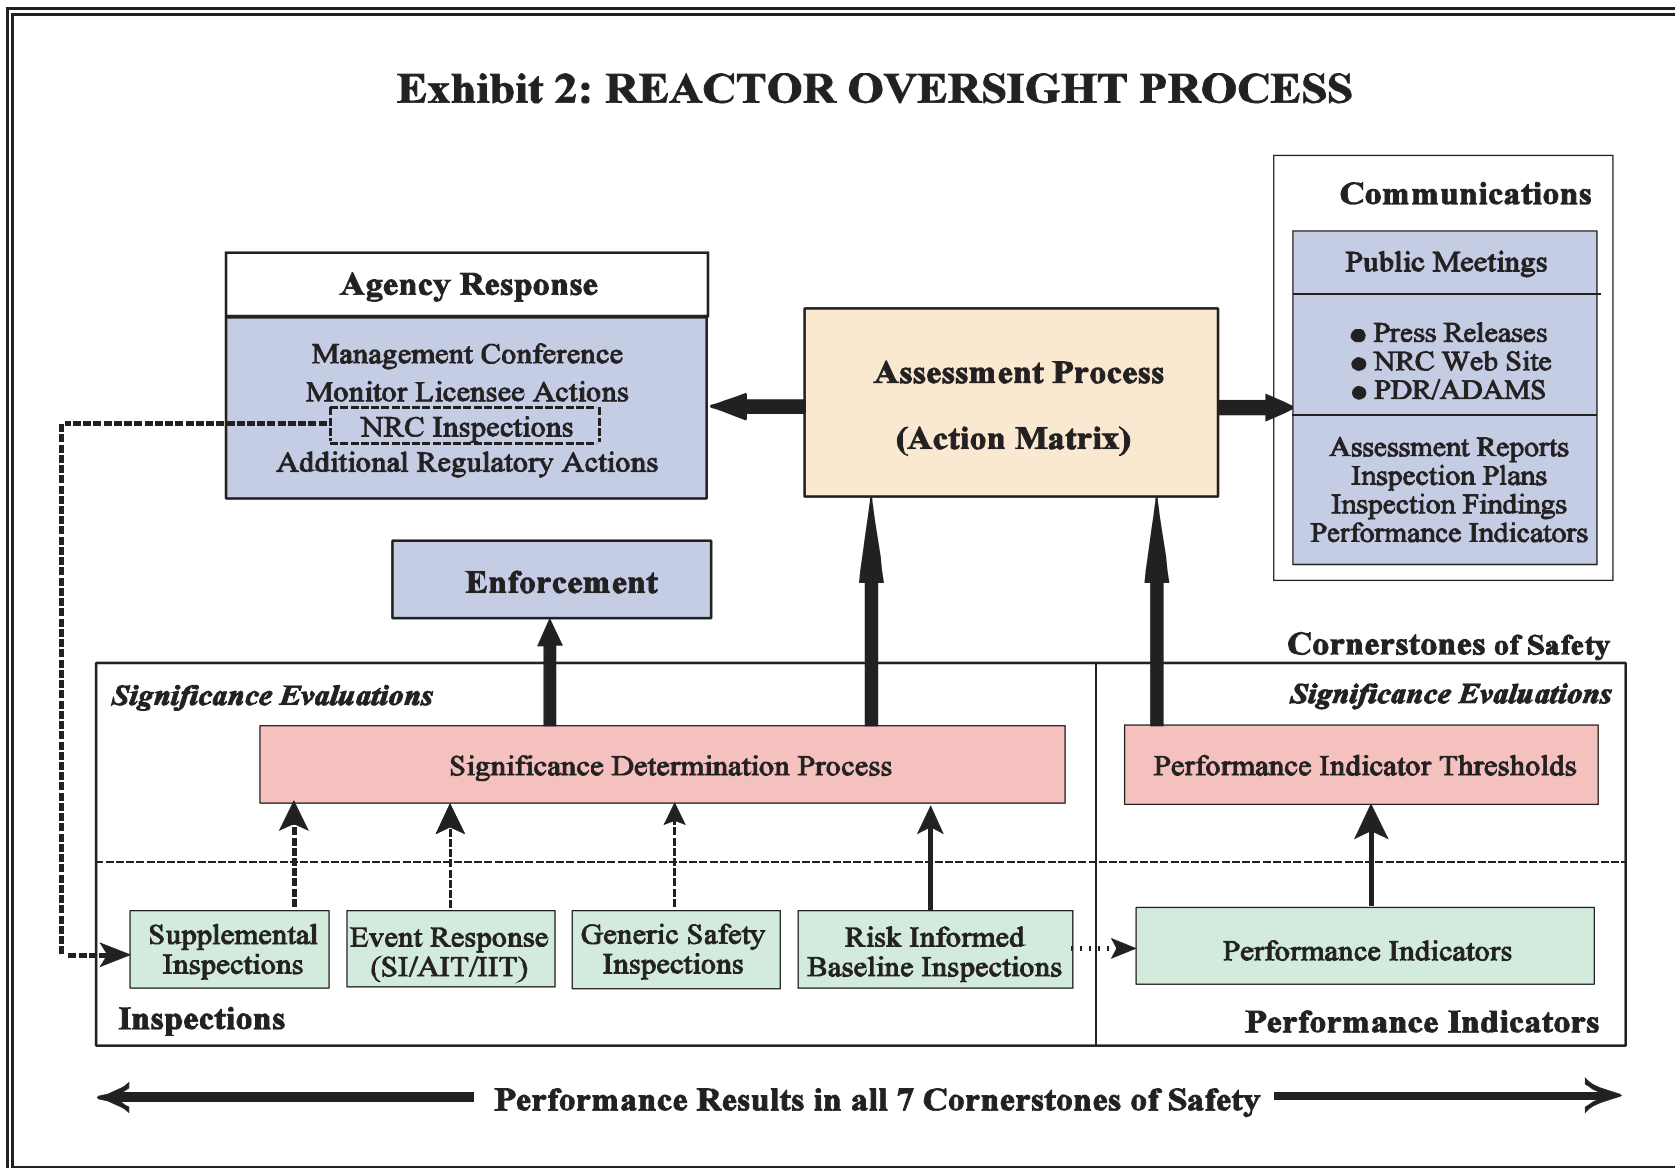 Exhibit 2: REACTOR OVERSIGHT PROCESS
Agency Response
Management Conference
Monitor Licensee Actions
NRC Inspections
Additional Regulatory Actions
Assessment Process
(Action Matrix)
Communications
Public Meetings
● Press Releases
● NRC Web Site
● PDR/ADAMS
Assessment Reports
Inspection Plans
Inspection Findings
Performance Indicators
Enforcement
Cornerstones of Safety
Significance Evaluations
Significance Evaluations
Significance Determination Process
Performance Indicator Thresholds
Supplemental
Inspections
Event Response
(SI/AIT/IIT)
Generic Safety
Inspections
Risk Informed
Baseline Inspections
Performance Indicators
Inspections
Performance Indicators
Performance Results in all 7 Cornerstones of Safety